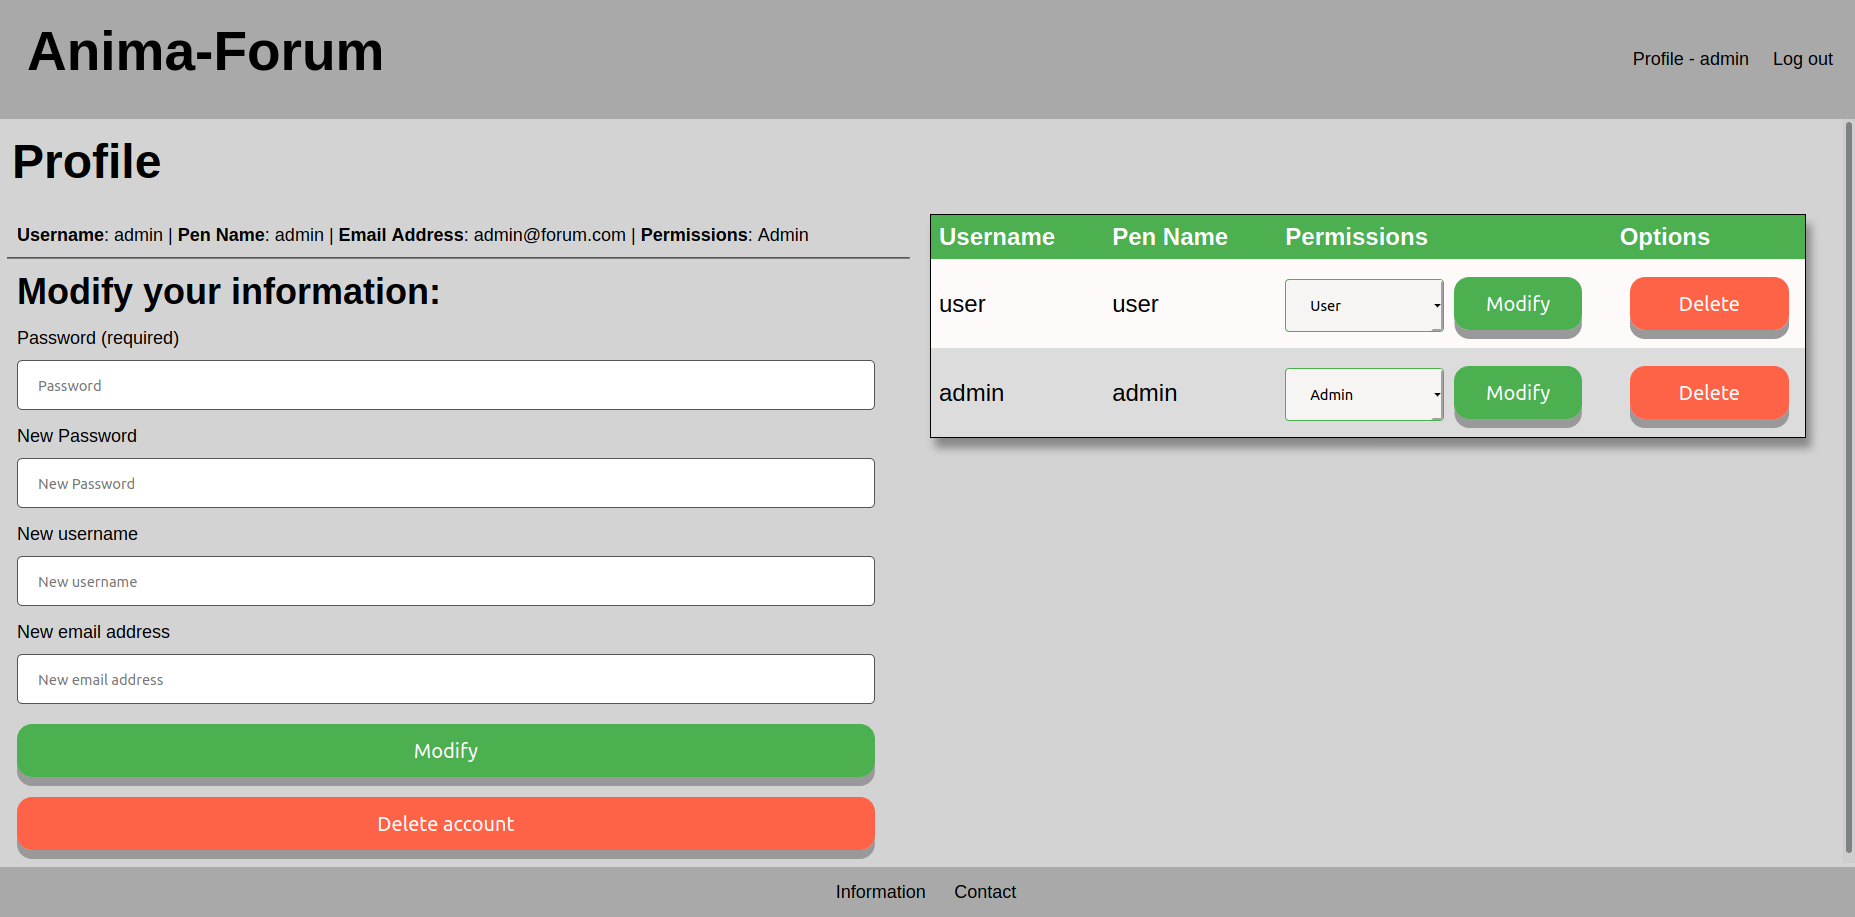 Anima-Forum
Profile - admin Log out
Profile
Username: admin | Pen Name: admin | Email Address: admin@forum.com | Permissions: Admin
Modify your information:
Password (required)
Password
New Password
New Password
New username
New username
New email address
New email address
Modify
Delete account
Username Pen Name Permissions Options
user user User Modify Delete
admin admin Admin Modify Delete
Information Contact